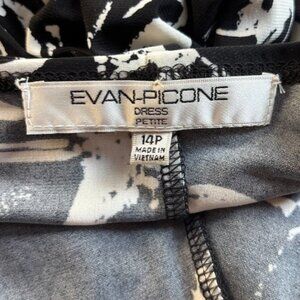 EVAN-PICONE
DRESS
PETITE
14P
MADE IN
VIETNAM